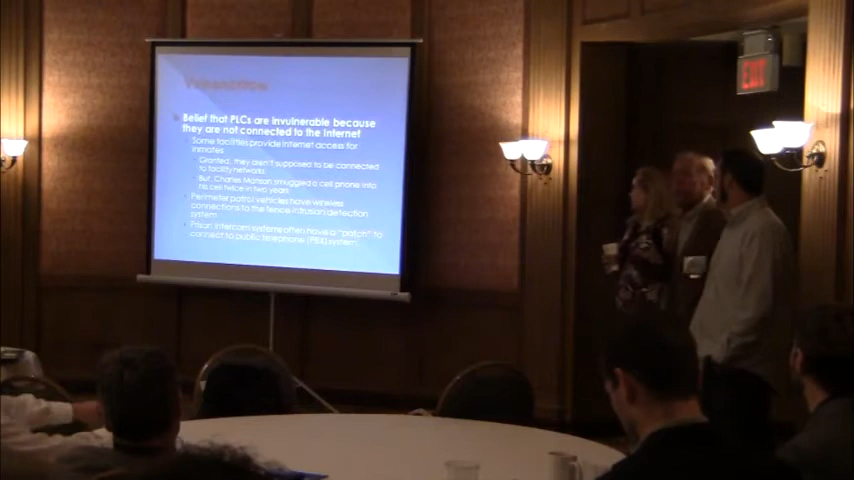 Belief that PLCs are invulnerable because
they are not connected to the Internet
Some facilities provide Internet access for
inmates
Granted, they aren't supposed to be connected
to facility networks
But, Charles Manson smuggled a cell phone into
his cell twice in two years
Perimeter patrol vehicles have wireless
connections to the fence intrusion detection
system
Prison intercom systems often have a "patch" to
connect to public telephone (PBX) system
EXIT